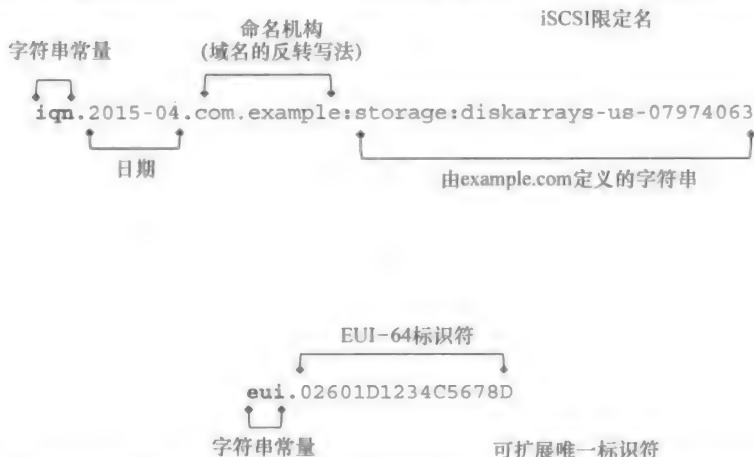 iSCSI限定名
命名机构
(域名的反转写法)
字符串常量
iqn.2015-04.com.example:storage:diskarrays-us-07974063
日期
由example.com定义的字符串
EUI-64标识符
eui.02601D1234C5678D
字符串常量
可扩展唯一标识符